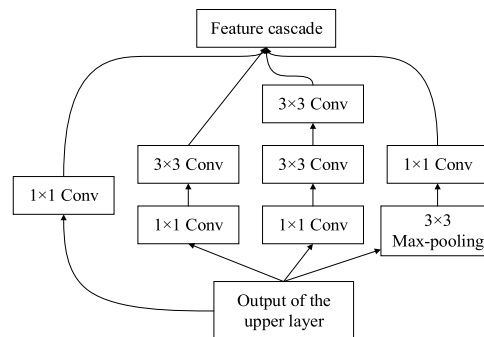 Feature cascade
3×3 Conv
3×3 Conv
3×3 Conv
1×1 Conv
1×1 Conv
1×1 Conv
1×1 Conv
3×3
Max-pooling
Output of the
upper layer